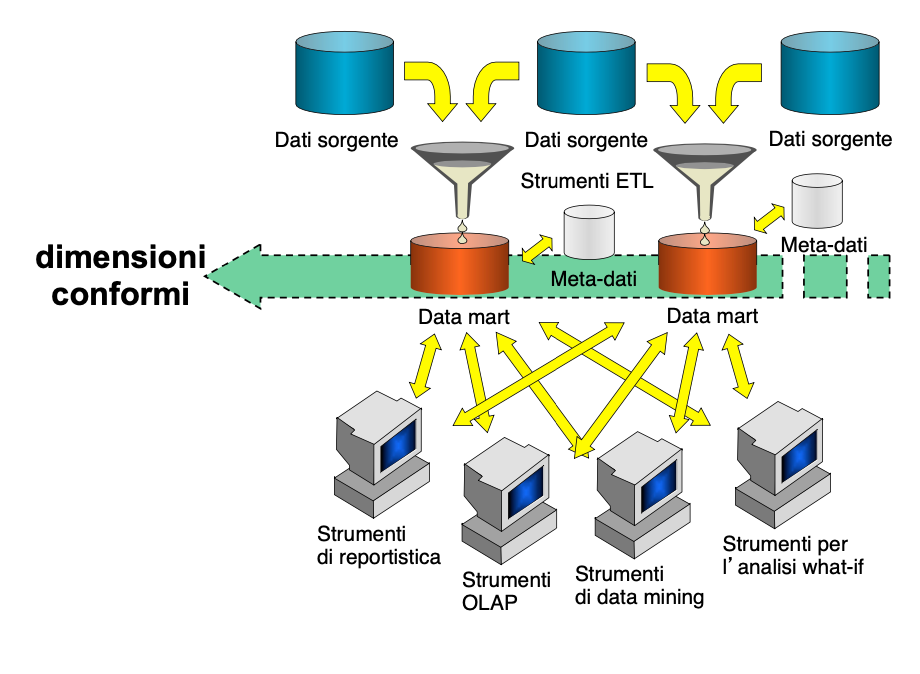 Dati sorgente
Dati sorgente
Dati sorgente
Strumenti ETL
Meta-dati
dimensioni
conformi
Meta-dati
Data mart
Data mart
Strumenti
di reportistica
Strumenti
OLAP
Strumenti
di data mining
Strumenti per
l’analisi what-if